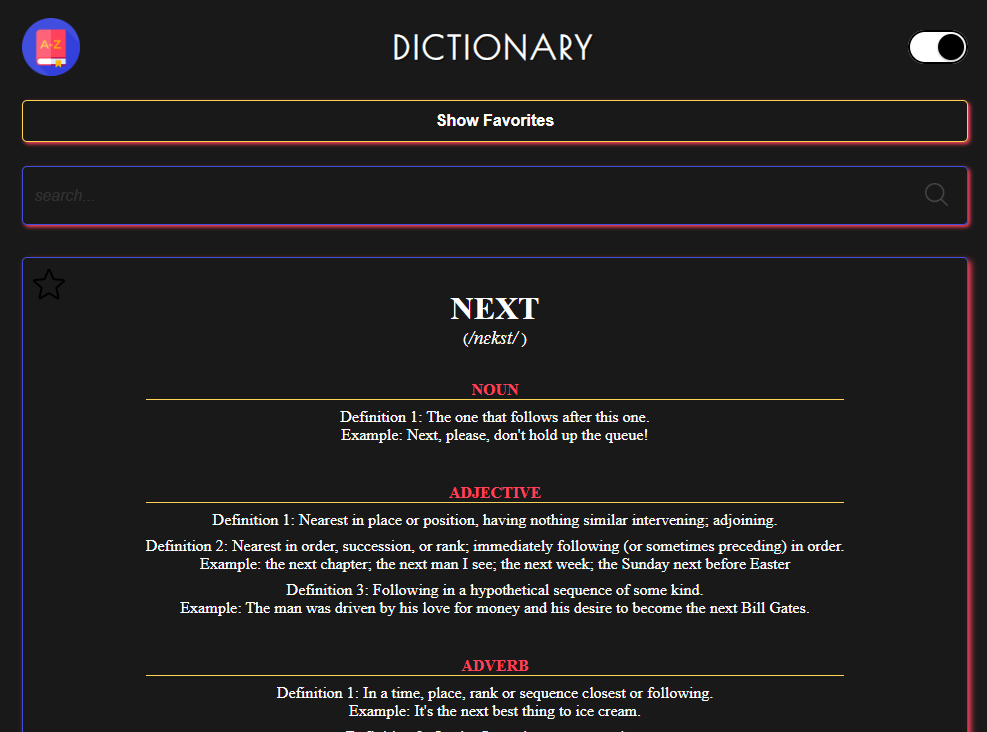 A-Z
DICTIONARY
Show Favorites
search...
NEXT
(/nɛkst/ )
NOUN
Definition 1: The one that follows after this one.
Example: Next, please, don't hold up the queue!
ADJECTIVE
Definition 1: Nearest in place or position, having nothing similar intervening; adjoining.
Definition 2: Nearest in order, succession, or rank; immediately following (or sometimes preceding) in order.
Example: the next chapter; the next man I see; the next week; the Sunday next before Easter
Definition 3: Following in a hypothetical sequence of some kind.
Example: The man was driven by his love for money and his desire to become the next Bill Gates.
ADVERB
Definition 1: In a time, place, rank or sequence closest or following.
Example: It's the next best thing to ice cream.